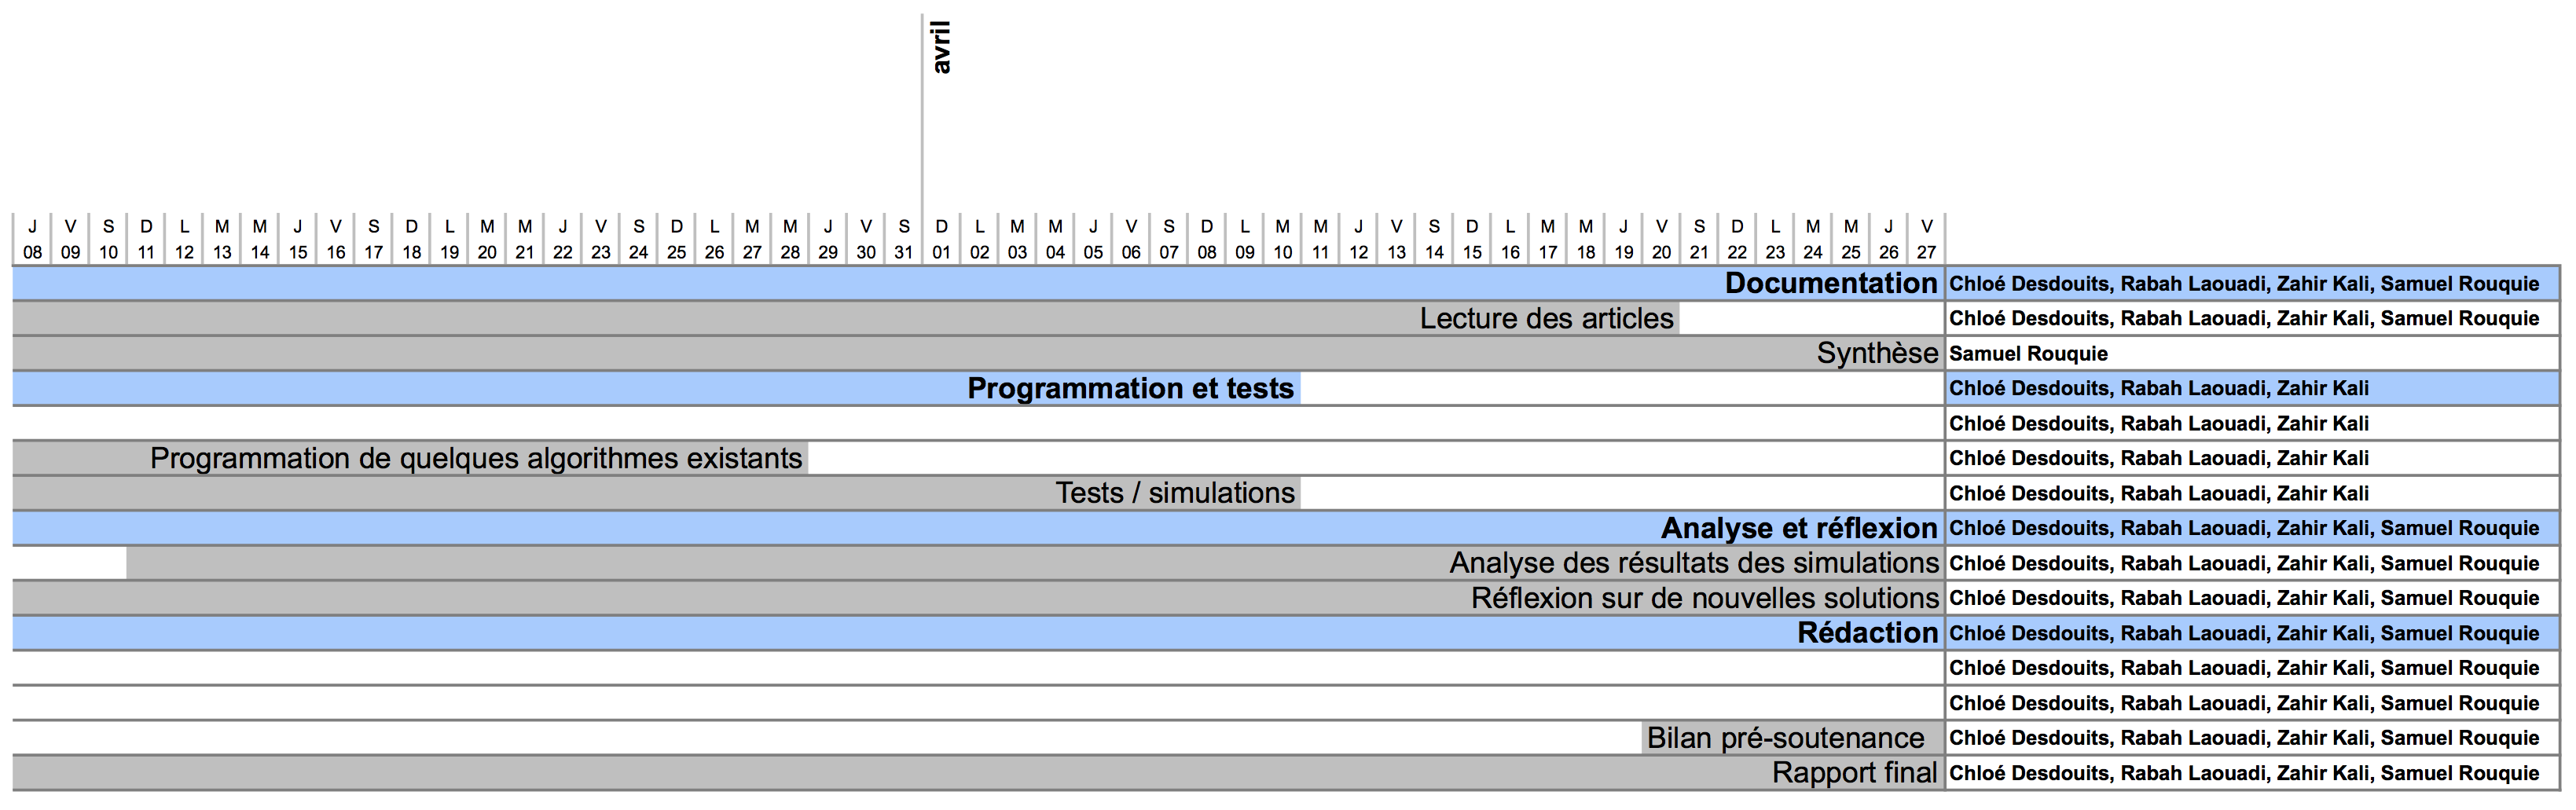 avril
J V S D L M M J V S D L M M J V S D L M M J V S D L M M J V S D L M M J V S D L M M J V S D L M M J V
08 09 10 11 12 13 14 15 16 17 18 19 20 21 22 23 24 25 26 27 28 29 30 31 01 02 03 04 05 06 07 08 09 10 11 12 13 14 15 16 17 18 19 20 21 22 23 24 25 26 27
Documentation Chloé Desdouits, Rabah Laouadi, Zahir Kali, Samuel Rouquie
Lecture des articles Chloé Desdouits, Rabah Laouadi, Zahir Kali, Samuel Rouquie
Synthèse Samuel Rouquie
Programmation et tests Chloé Desdouits, Rabah Laouadi, Zahir Kali
Chloé Desdouits, Rabah Laouadi, Zahir Kali
Programmation de quelques algorithmes existants Chloé Desdouits, Rabah Laouadi, Zahir Kali
Tests / simulations Chloé Desdouits, Rabah Laouadi, Zahir Kali
Analyse et réflexion Chloé Desdouits, Rabah Laouadi, Zahir Kali, Samuel Rouquie
Analyse des résultats des simulations Chloé Desdouits, Rabah Laouadi, Zahir Kali, Samuel Rouquie
Réflexion sur de nouvelles solutions Chloé Desdouits, Rabah Laouadi, Zahir Kali, Samuel Rouquie
Rédaction Chloé Desdouits, Rabah Laouadi, Zahir Kali, Samuel Rouquie
Chloé Desdouits, Rabah Laouadi, Zahir Kali, Samuel Rouquie
Chloé Desdouits, Rabah Laouadi, Zahir Kali, Samuel Rouquie
Bilan pré-soutenance Chloé Desdouits, Rabah Laouadi, Zahir Kali, Samuel Rouquie
Rapport final Chloé Desdouits, Rabah Laouadi, Zahir Kali, Samuel Rouquie